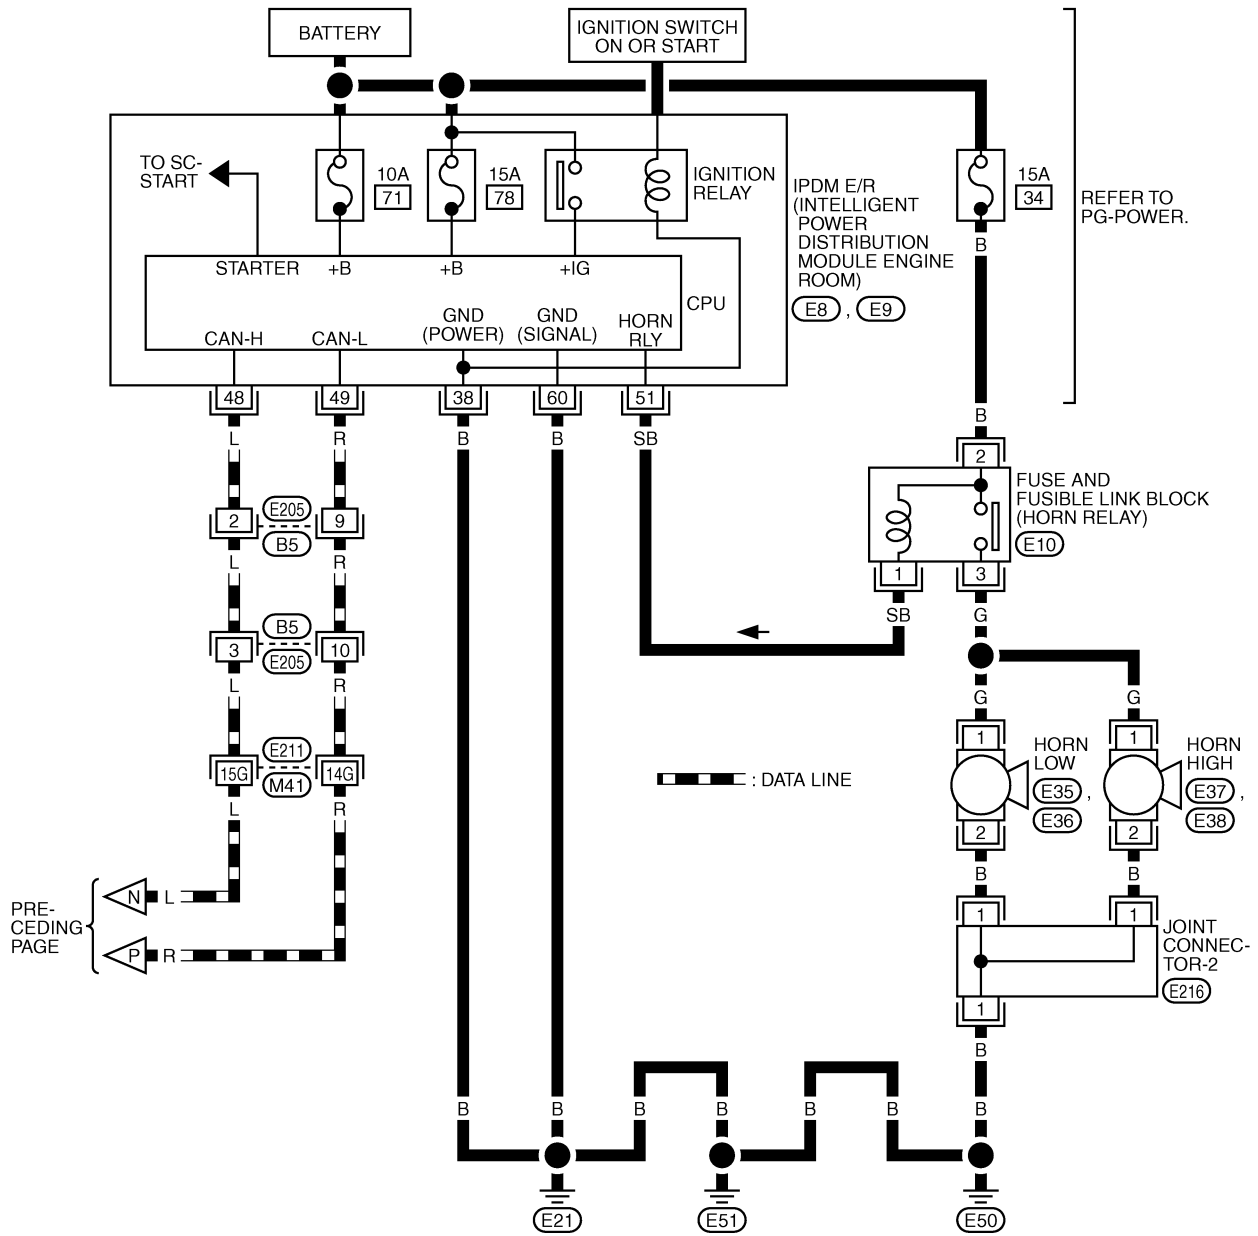 BATTERY
IGNITION SWITCH
ON OR START
TO SC-
START
10A
71
15A
78
IGNITION
RELAY
IPDM E/R
(INTELLIGENT
POWER
DISTRIBUTION
MODULE ENGINE
ROOM)
E8 , E9
15A
34
REFER TO
PG-POWER.
B
STARTER +B +B +IG
CPU
CAN-H CAN-L
GND
(POWER)
GND
(SIGNAL)
HORN
RLY
48 49 38 60 51
L R B B SB
B
2
FUSE AND
FUSIBLE LINK BLOCK
(HORN RELAY)
E10
1 3
SB G
2 E205 9
B5
L R
B5
3 10
E205
L R
G G
E211
15G 14G
M41
L R
: DATA LINE
1 1
HORN
LOW
E35 ,
E36
HORN
HIGH
E37 ,
E38
2 2
B B
PRE-
CEDING
PAGE
N L
P R
1 1
JOINT
CONNEC-
TOR-2
E216
1
B
B B B B B B B
E21 E51 E50